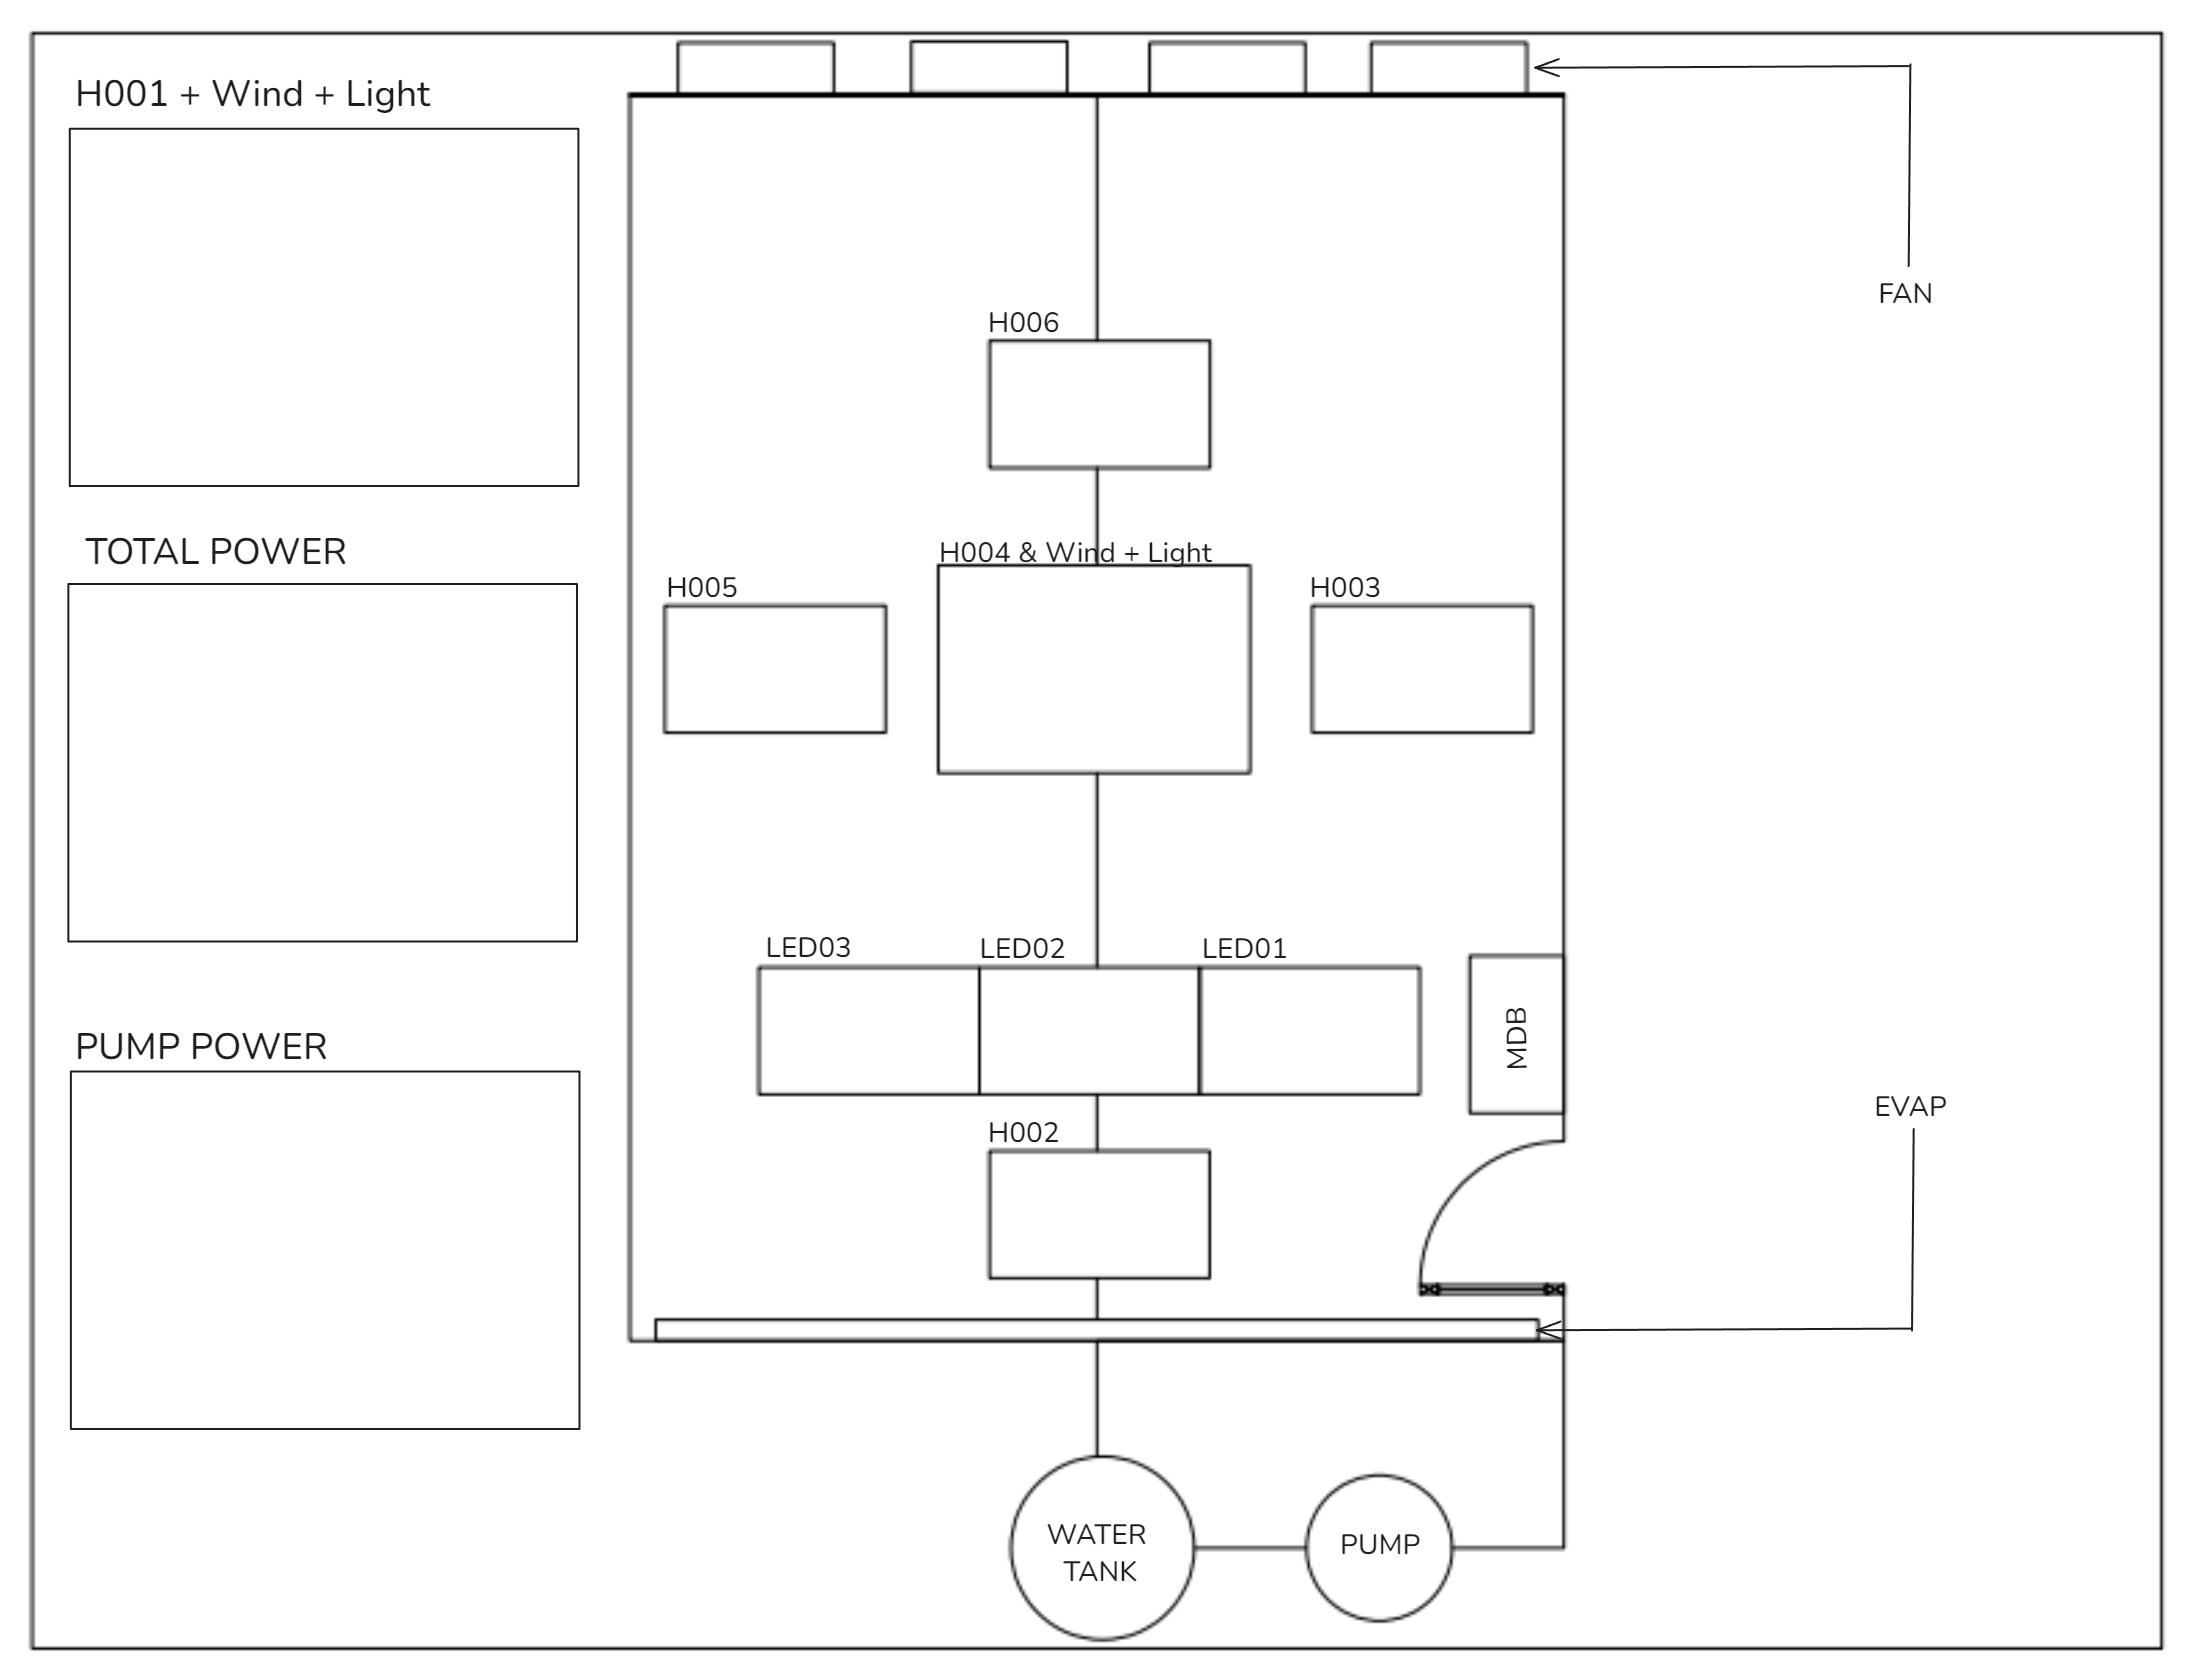 H001 + Wind + Light
FAN
H006
TOTAL POWER
H004 & Wind + Light
H005
H003
LED03
LED02
LED01
MDB
PUMP POWER
EVAP
H002
WATER
TANK
PUMP